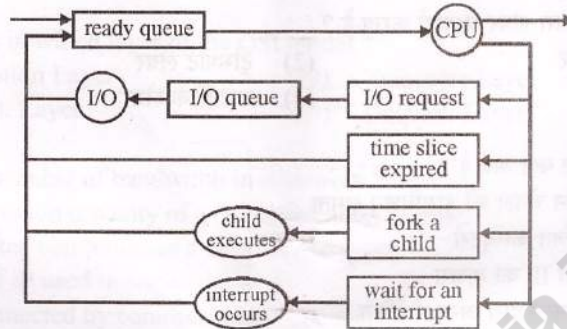 ready queue
CPU
I/O
I/O queue
I/O request
time slice
expired
child
executes
fork a
child
interrupt
occurs
wait for an
interrupt